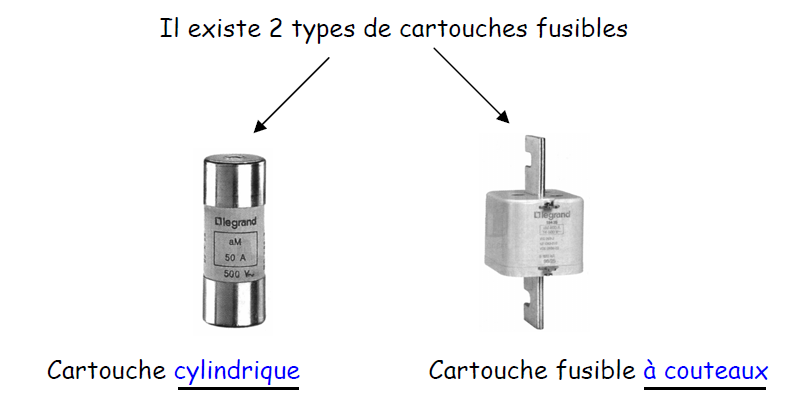 Il existe 2 types de cartouches fusibles
legrand
aM
50 A
500 V~
legrand
Cartouche cylindrique
Cartouche fusible à couteaux